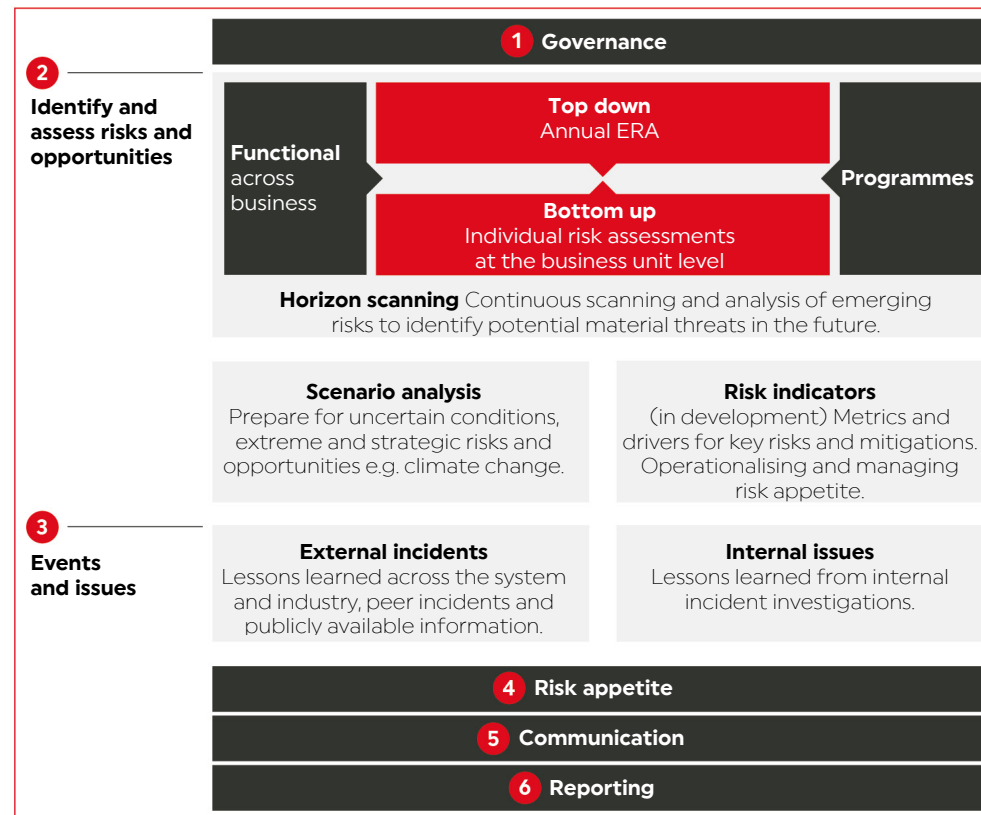 1 Governance
2
Identify and
assess risks and
opportunities
Functional
across
business
Top down
Annual ERA
Bottom up
Individual risk assessments
at the business unit level
Programmes
Horizon scanning Continuous scanning and analysis of emerging
risks to identify potential material threats in the future.
Scenario analysis
Prepare for uncertain conditions,
extreme and strategic risks and
opportunities e.g. climate change.
Risk indicators
(in development) Metrics and
drivers for key risks and mitigations.
Operationalising and managing
risk appetite.
3
Events
and issues
External incidents
Lessons learned across the system
and industry, peer incidents and
publicly available information.
Internal issues
Lessons learned from internal
incident investigations.
4 Risk appetite
5 Communication
6 Reporting